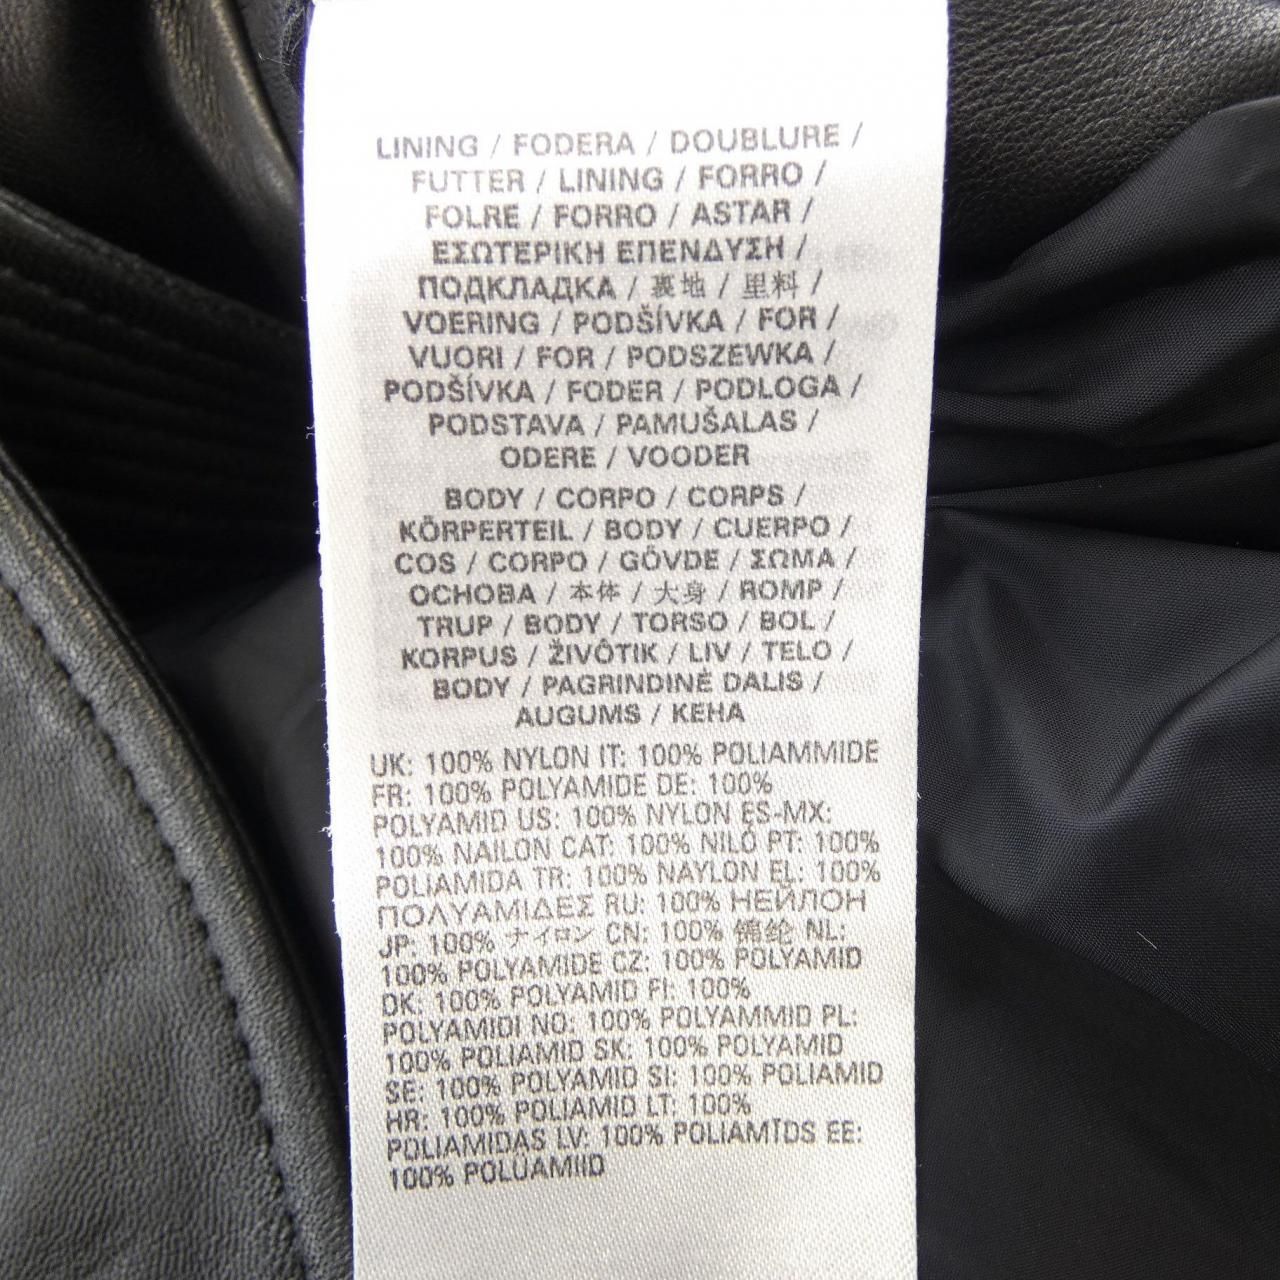 LINING / FODERA / DOUBLURE /
FUTTER / LINING / FORRO /
FOLRE / FORRO / ASTAR /
ΕΣΩΤΕΡΙΚΗ ΕΠΕΝΔΥΣΗ /
ПОДКЛАДКА / 裏地 / 里料 /
VOERING / PODŠÍVKA / FOR /
VUORI / FOR / PODSZEWKA /
PODŠÍVKA / FODER / PODLOGA /
PODSTAVA / PAMUŠALAS /
ODERE / VOODER
BODY / CORPO / CORPS /
KÖRPERTEIL / BODY / CUERPO /
COS / CORPO / GÖVDE / ΣΩΜΑ /
ОСНОВА / 本体 / 大身 / ROMP /
TRUP / BODY / TORSO / BOL /
KORPUS / ŽIVÔTIK / LIV / TELO /
BODY / PAGRINDINĖ DALIS /
AUGUMS / KEHA
UK: 100% NYLON IT: 100% POLIAMMIDE
FR: 100% POLYAMIDE DE: 100%
POLYAMID US: 100% NYLON ES-MX:
100% NAILON CAT: 100% NILÓ PT: 100%
POLIAMIDA TR: 100% NAYLON EL: 100%
ΠΟΛΥΑΜΙΔΕΣ RU: 100% НЕЙЛОН
JP: 100% ナイロン CN: 100% 锦纶 NL:
100% POLYAMIDE CZ: 100% POLYAMID
DK: 100% POLYAMID FI: 100%
POLYAMIDI NO: 100% POLYAMMID PL:
100% POLIAMID SK: 100% POLYAMID
SE: 100% POLYAMID SI: 100% POLIAMID
HR: 100% POLIAMID LT: 100%
POLIAMIDAS LV: 100% POLIAMĪDS EE:
100% POLÜAMIID